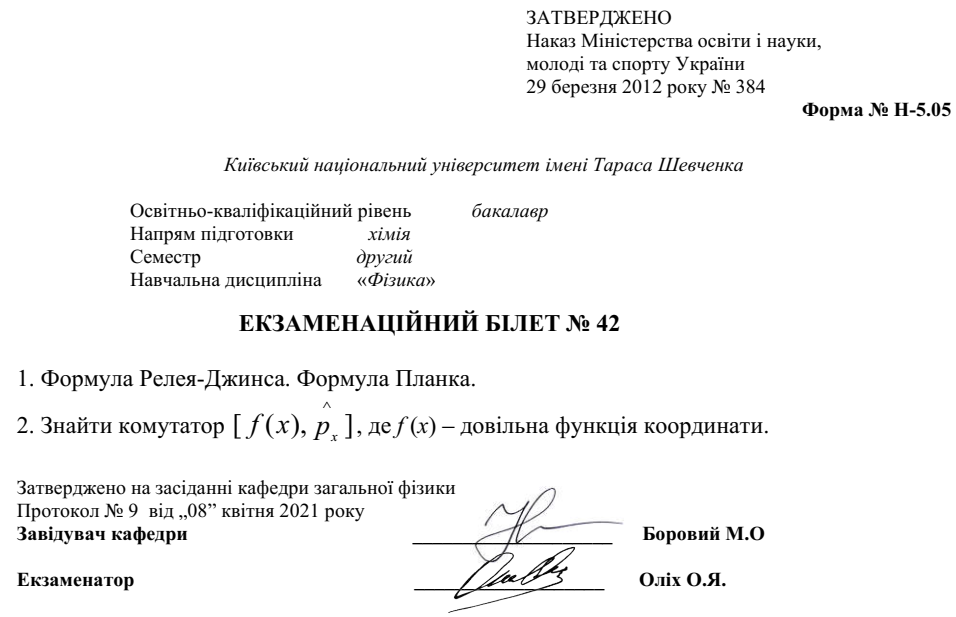 ЗАТВЕРДЖЕНО
Наказ Міністерства освіти і науки,
молоді та спорту України
29 березня 2012 року № 384
Форма № Н-5.05
Київський національний університет імені Тараса Шевченка
Освітньо-кваліфікаційний рівень бакалавр
Напрям підготовки хімія
Семестр другий
Навчальна дисципліна «Фізика»
ЕКЗАМЕНАЦІЙНИЙ БІЛЕТ № 42
1. Формула Релея-Джинса. Формула Планка.
2. Знайти комутатор [ f(x), p̂ₓ ], де f (x) – довільна функція координати.
Затверджено на засіданні кафедри загальної фізики
Протокол № 9 від „08” квітня 2021 року
Завідувач кафедри ____________________ Боровий М.О
Екзаменатор ____________________ Оліх О.Я.